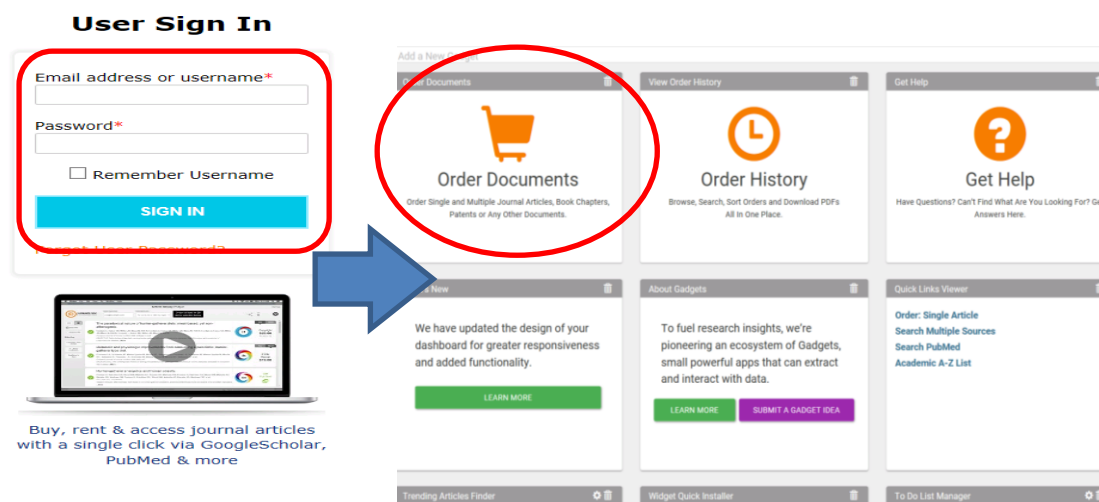 User Sign In
Email address or username*
Password*
Remember Username
SIGN IN
Forgot User Password?
Buy, rent & access journal articles
with a single click via GoogleScholar,
PubMed & more
Add a New Gadget
Order Documents
Order Documents
Order Single and Multiple Journal Articles, Book Chapters,
Patents or Any Other Documents.
View Order History
Order History
Browse, Search, Sort Orders and Download PDFs
All In One Place.
Get Help
Get Help
Have Questions? Can't Find What Are You Looking For? Ge
Answers Here.
New
We have updated the design of your
dashboard for greater responsiveness
and added functionality.
LEARN MORE
About Gadgets
To fuel research insights, we're
pioneering an ecosystem of Gadgets,
small powerful apps that can extract
and interact with data.
LEARN MORE
SUBMIT A GADGET IDEA
Quick Links Viewer
Order: Single Article
Search Multiple Sources
Search PubMed
Academic A-Z List
Trending Articles Finder
Widget Quick Installer
To Do List Manager